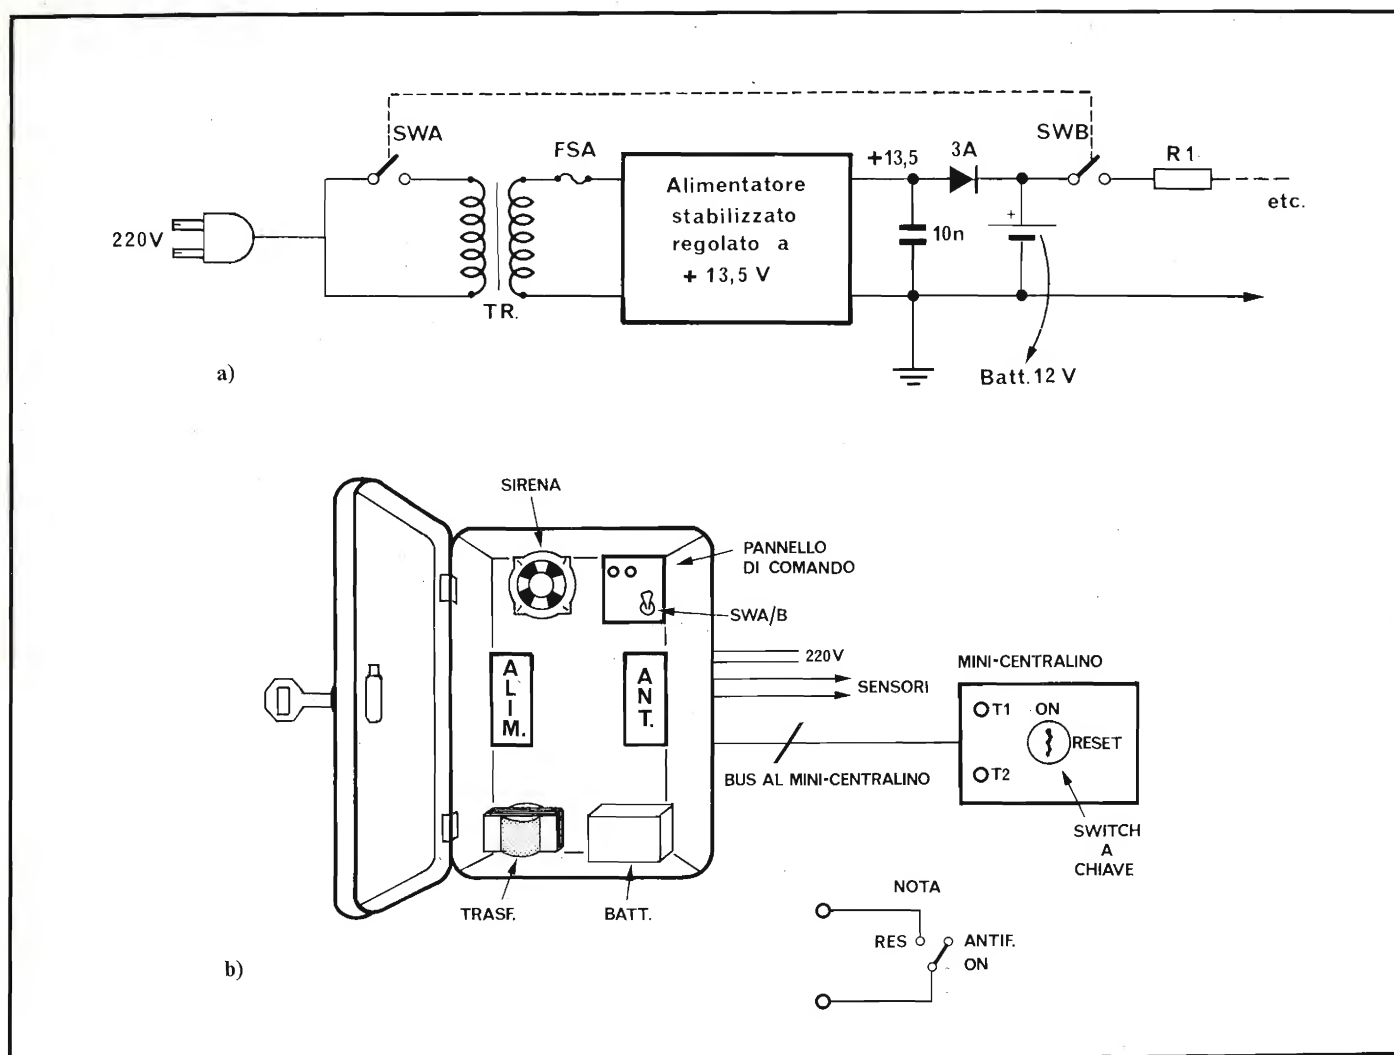 SWA
FSA
220V
TR.
Alimentatore
stabilizzato
regolato a
+ 13,5 V
+13,5
3A
10n
+
SWB
R1
etc.
Batt. 12 V
a)
SIRENA
PANNELLO
DI COMANDO
SWA/B
ALIM.
ANT.
220V
SENSORI
BUS AL MINI-CENTRALINO
TRASF.
BATT.
MINI-CENTRALINO
T1
ON
RESET
T2
SWITCH
A
CHIAVE
NOTA
RES
ANTIF.
ON
b)